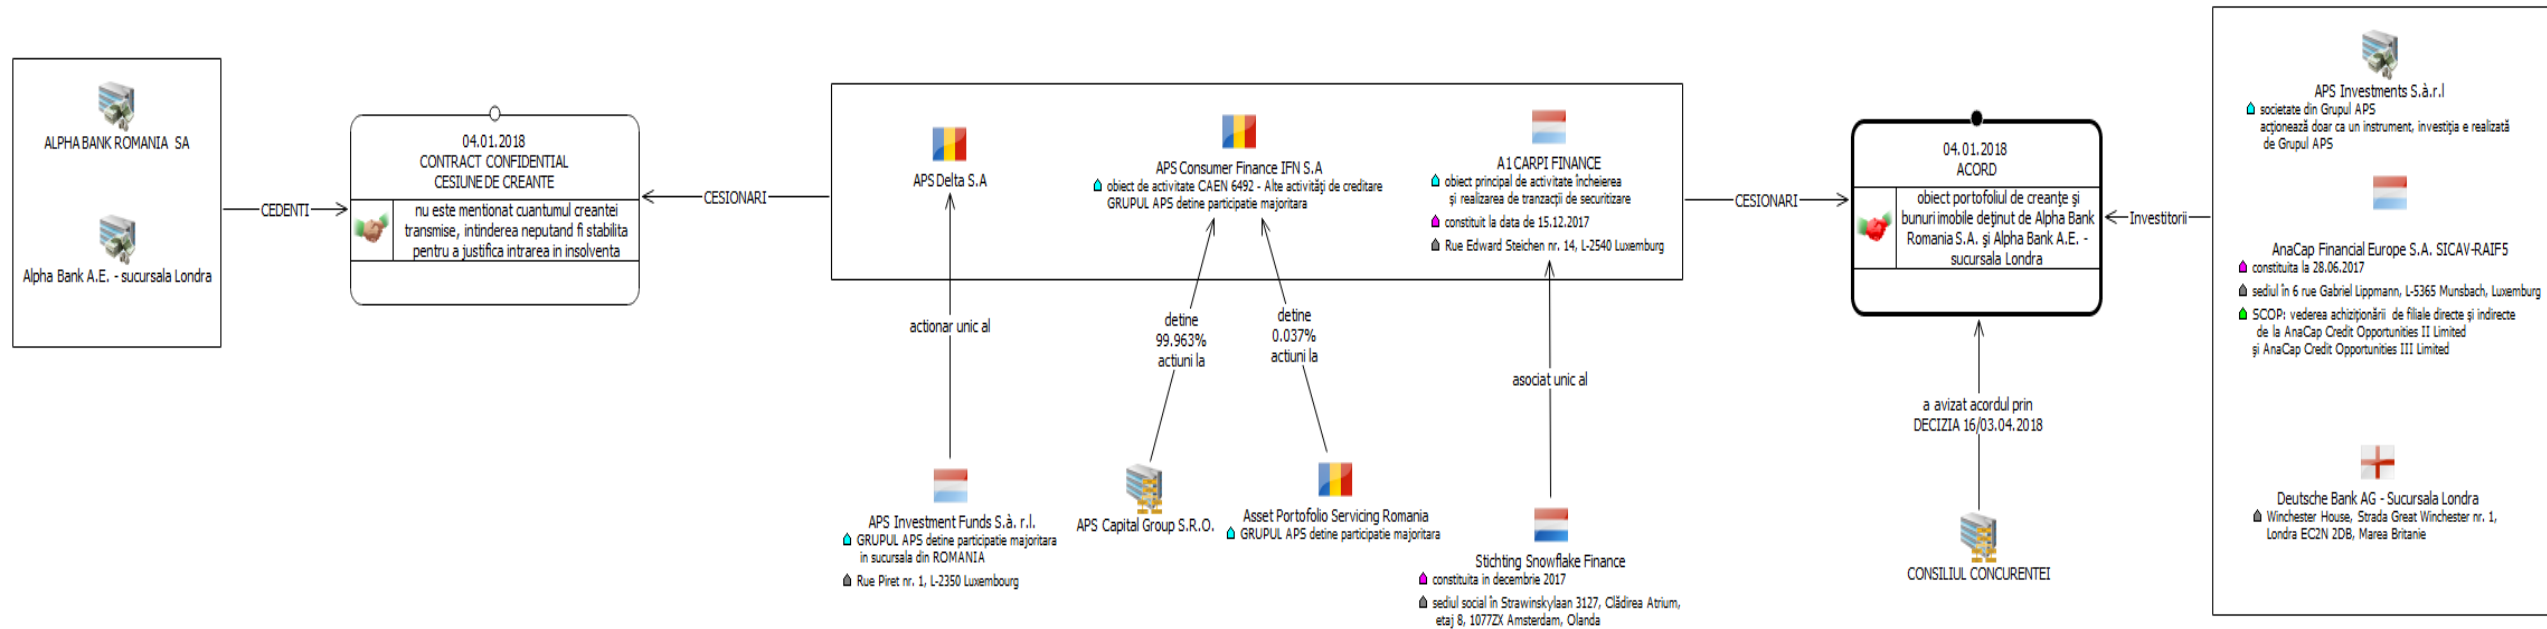 ALPHA BANK ROMANIA SA
Alpha Bank A.E. - sucursala Londra
CEDENTI
04.01.2018
CONTRACT CONFIDENTIAL
CESIUNE DE CREANTE
nu este mentionat cuantumul creantei
transmise, intinderea neputand fi stabilita
pentru a justifica intrarea in insolventa
CESIONARI
APS Delta S.A
APS Consumer Finance IFN S.A
obiect de activitate CAEN 6492 - Alte activităţi de creditare
GRUPUL APS detine participatie majoritara
A1 CARPI FINANCE
obiect principal de activitate încheierea
şi realizarea de tranzacţii de securitizare
constituit la data de 15.12.2017
Rue Edward Steichen nr. 14, L-2540 Luxemburg
actionar unic al
detine
99.963%
actiuni la
detine
0.037%
actiuni la
asociat unic al
APS Investment Funds S.à. r.l.
GRUPUL APS detine participatie majoritara
in sucursala din ROMANIA
Rue Piret nr. 1, L-2350 Luxembourg
APS Capital Group S.R.O.
Asset Portofolio Servicing Romania
GRUPUL APS detine participatie majoritara
Stichting Snowflake Finance
constituita in decembrie 2017
sediul social în Strawinskylaan 3127, Clădirea Atrium,
etaj 8, 1077ZX Amsterdam, Olanda
CESIONARI
04.01.2018
ACORD
obiect portofoliul de creanţe şi
bunuri imobile deţinut de Alpha Bank
Romania S.A. şi Alpha Bank A.E. -
sucursala Londra
a avizat acordul prin
DECIZIA 16/03.04.2018
CONSILIUL CONCURENTEI
Investitorii
APS Investments S.à.r.l
societate din Grupul APS
acţionează doar ca un instrument, investiţia e realizată
de Grupul APS
AnaCap Financial Europe S.A. SICAV-RAIF5
constituita la 28.06.2017
sediul în 6 rue Gabriel Lippmann, L-5365 Munsbach, Luxemburg
SCOP: vederea achiziţionării de filiale directe şi indirecte
de la AnaCap Credit Opportunities II Limited
şi AnaCap Credit Opportunities III Limited
Deutsche Bank AG - Sucursala Londra
Winchester House, Strada Great Winchester nr. 1,
Londra EC2N 2DB, Marea Britanie